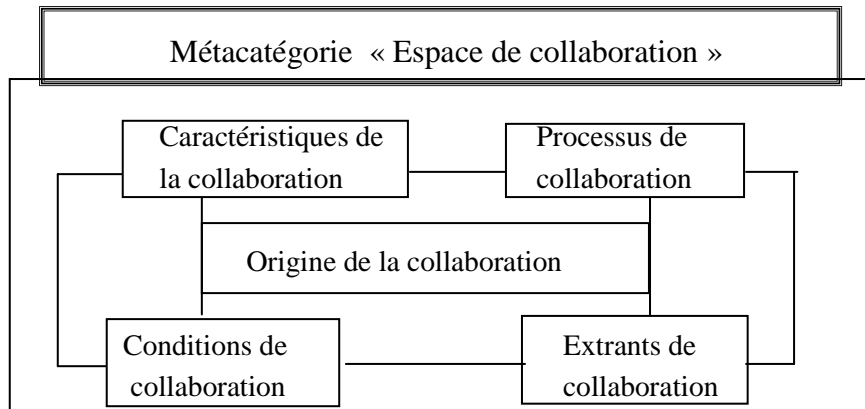 Métacatégorie « Espace de collaboration »
Caractéristiques de
la collaboration
Processus de
collaboration
Origine de la collaboration
Conditions de
collaboration
Extrants de
collaboration